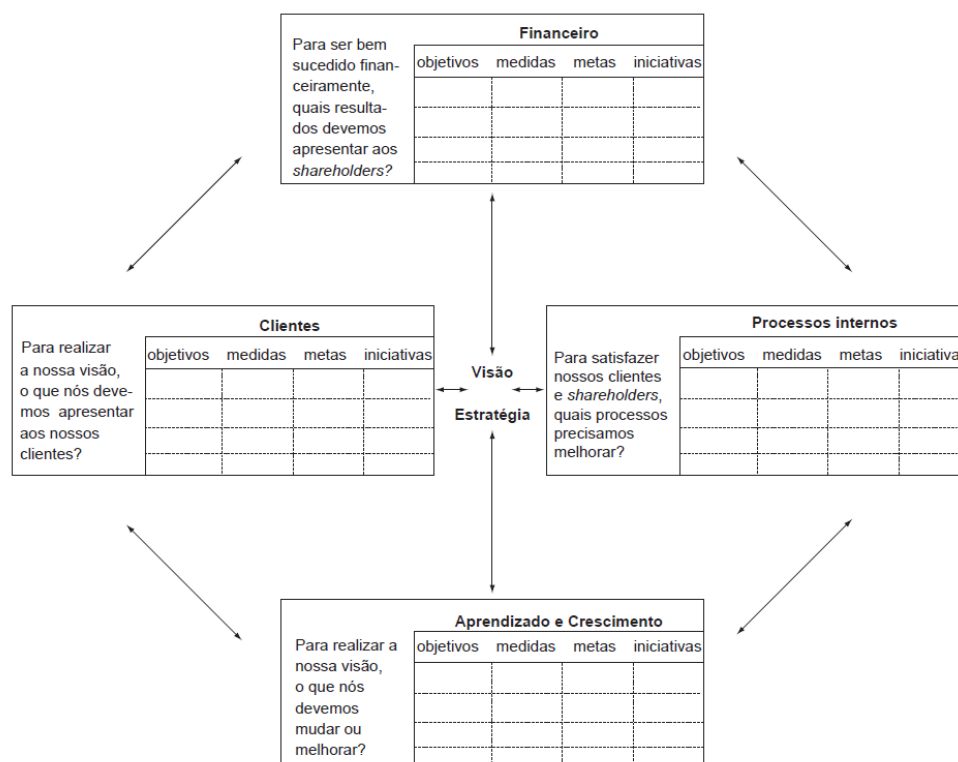 Financeiro
Para ser bem
sucedido finan-
ceiramente,
quais resulta-
dos devemos
apresentar aos
shareholders?
objetivos medidas metas iniciativas
Clientes
Para realizar
a nossa visão,
o que nós deve-
mos apresentar
aos nossos
clientes?
objetivos medidas metas iniciativas
Visão
Estratégia
Processos internos
Para satisfazer
nossos clientes
e shareholders,
quais processos
precisamos
melhorar?
objetivos medidas metas iniciativa
Aprendizado e Crescimento
Para realizar a
nossa visão,
o que nós
devemos
mudar ou
melhorar?
objetivos medidas metas iniciativas